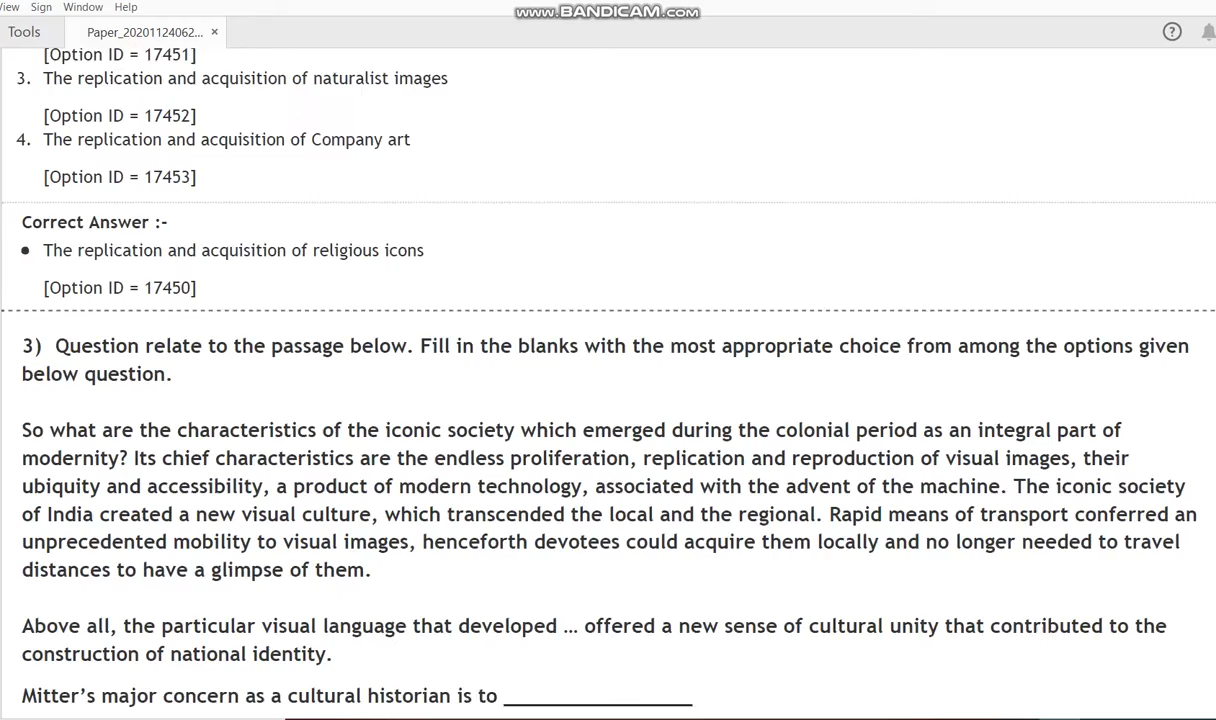 View Sign Window Help
www.BANDICAM.com
Tools Paper_20201124062... ×
[Option ID = 17451]
3. The replication and acquisition of naturalist images
[Option ID = 17452]
4. The replication and acquisition of Company art
[Option ID = 17453]
Correct Answer :-
• The replication and acquisition of religious icons
[Option ID = 17450]
3) Question relate to the passage below. Fill in the blanks with the most appropriate choice from among the options given
below question.
So what are the characteristics of the iconic society which emerged during the colonial period as an integral part of
modernity? Its chief characteristics are the endless proliferation, replication and reproduction of visual images, their
ubiquity and accessibility, a product of modern technology, associated with the advent of the machine. The iconic society
of India created a new visual culture, which transcended the local and the regional. Rapid means of transport conferred an
unprecedented mobility to visual images, henceforth devotees could acquire them locally and no longer needed to travel
distances to have a glimpse of them.
Above all, the particular visual language that developed ... offered a new sense of cultural unity that contributed to the
construction of national identity.
Mitter's major concern as a cultural historian is to __________________